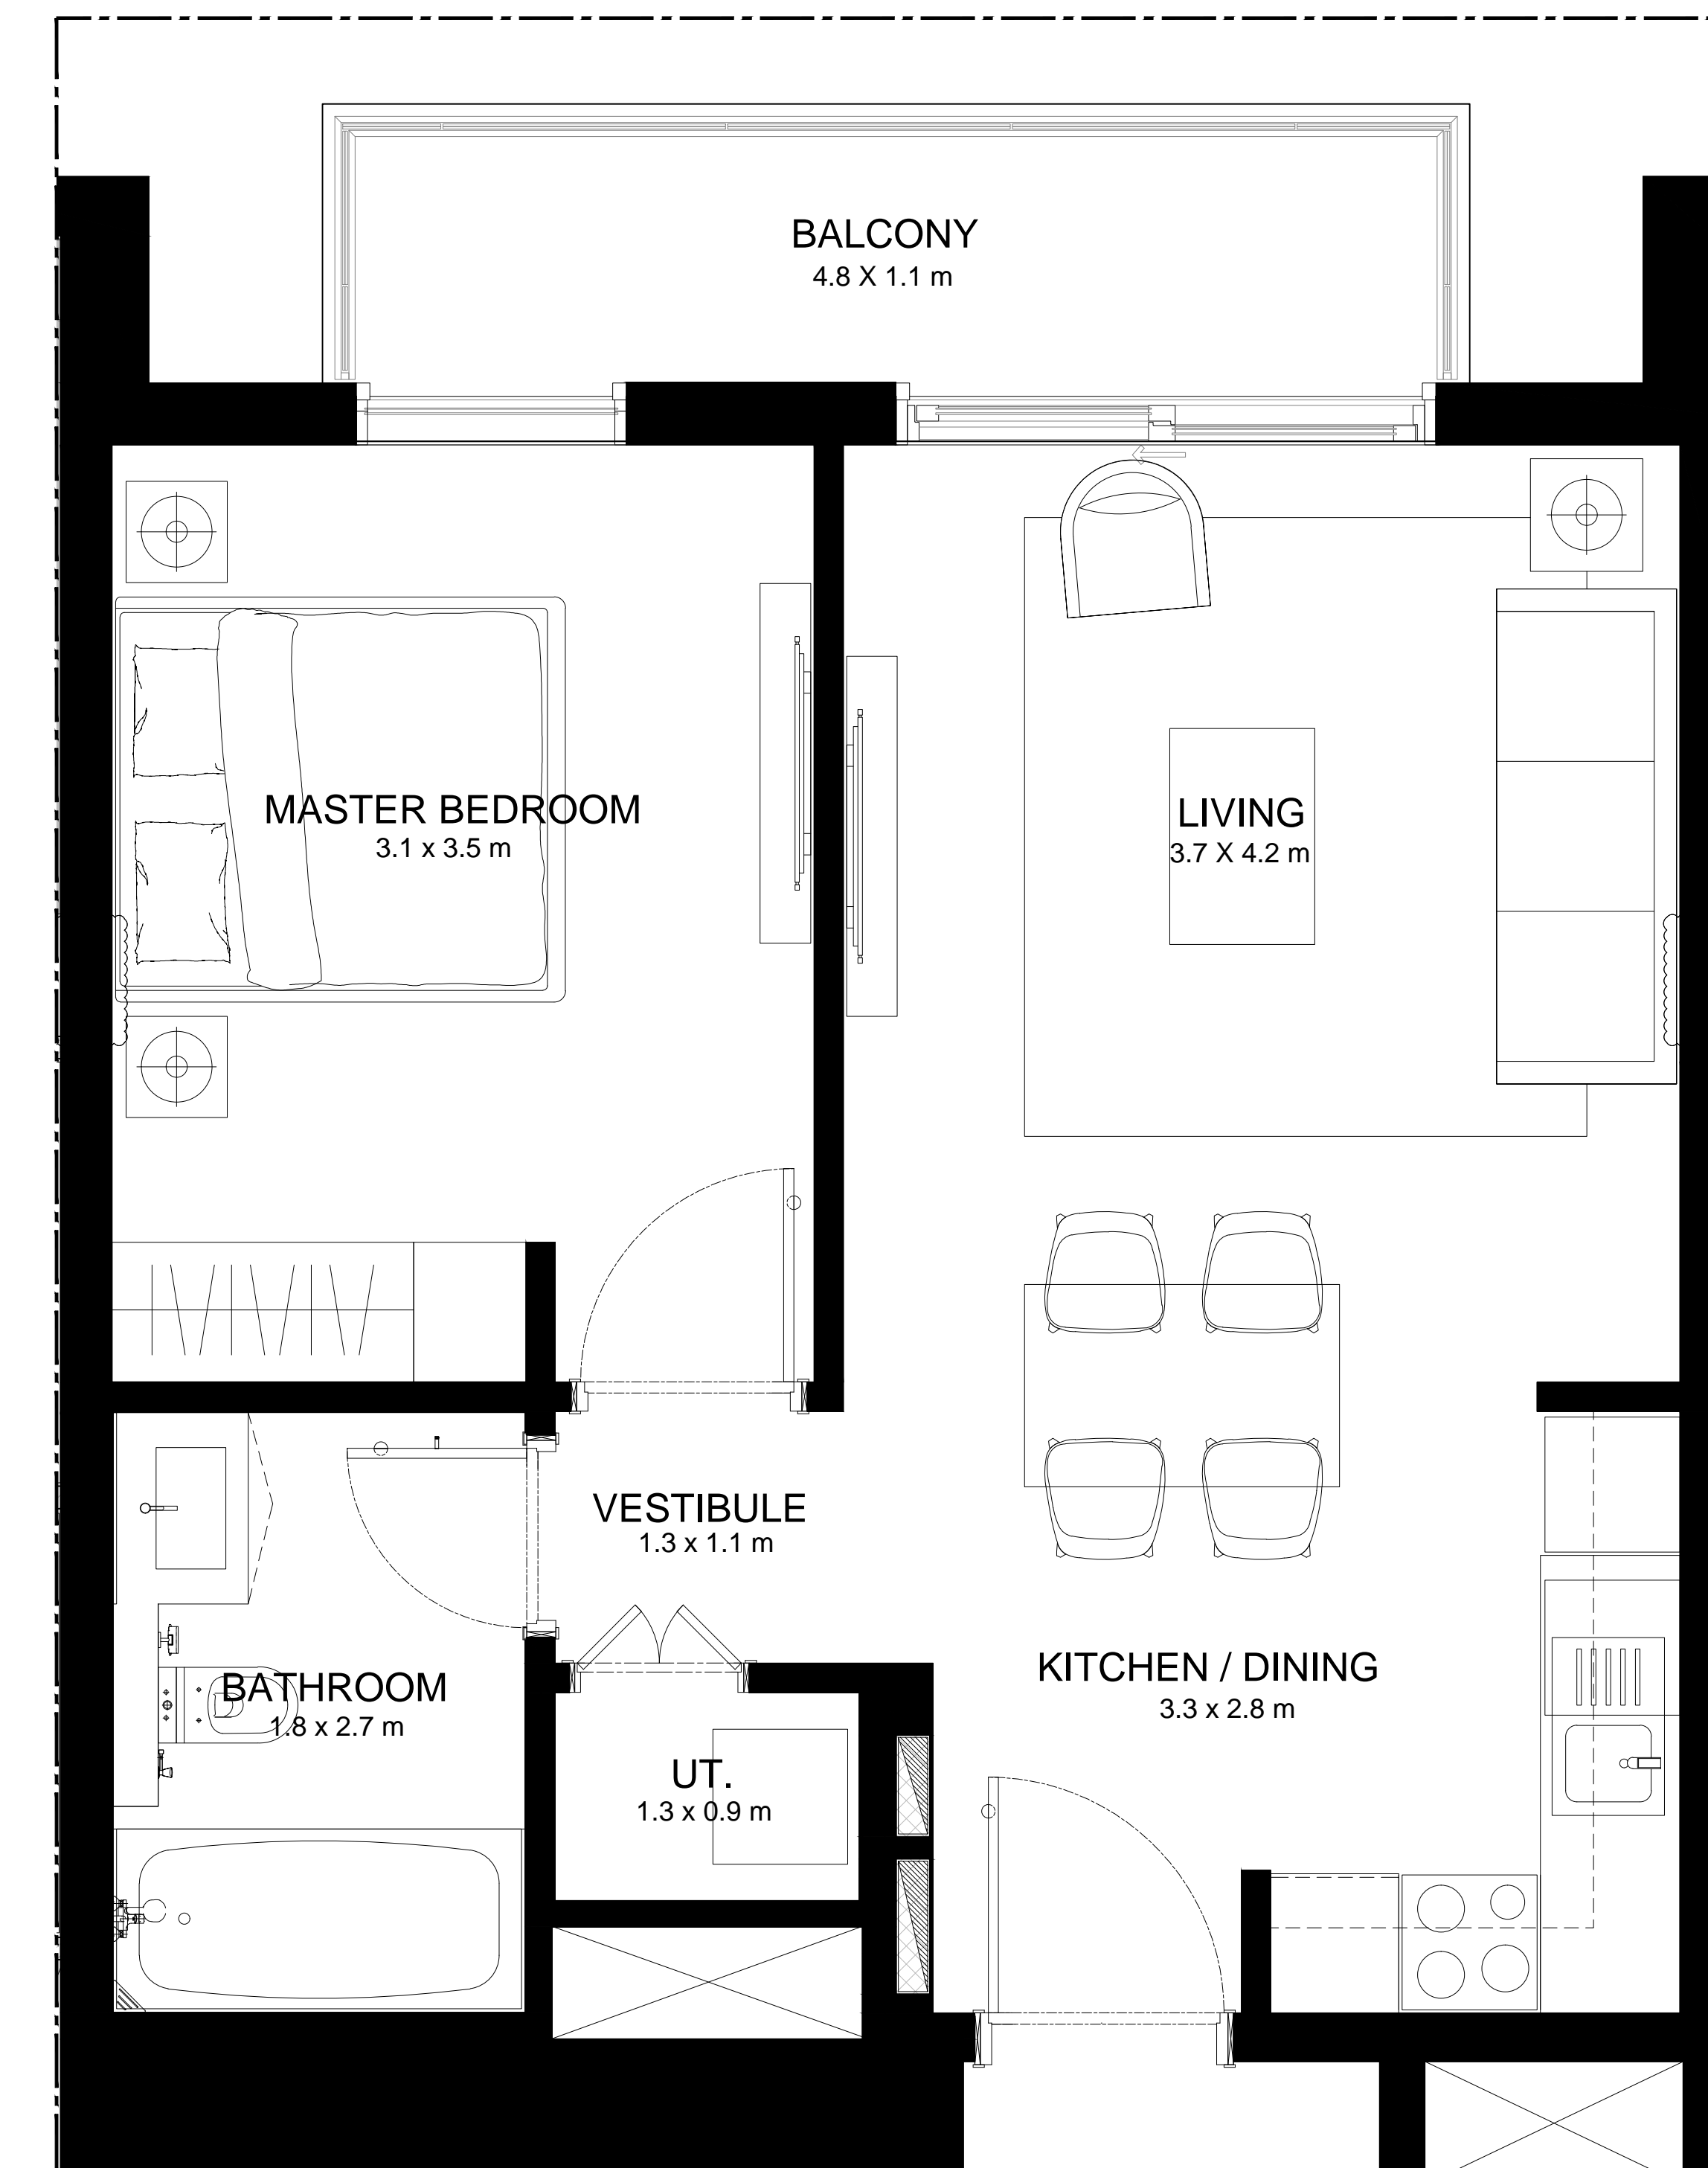 BALCONY
4.8 X 1.1 m
MASTER BEDROOM
3.1 x 3.5 m
LIVING
3.7 X 4.2 m
VESTIBULE
1.3 x 1.1 m
KITCHEN / DINING
3.3 x 2.8 m
BATHROOM
1.8 x 2.7 m
UT.
1.3 x 0.9 m